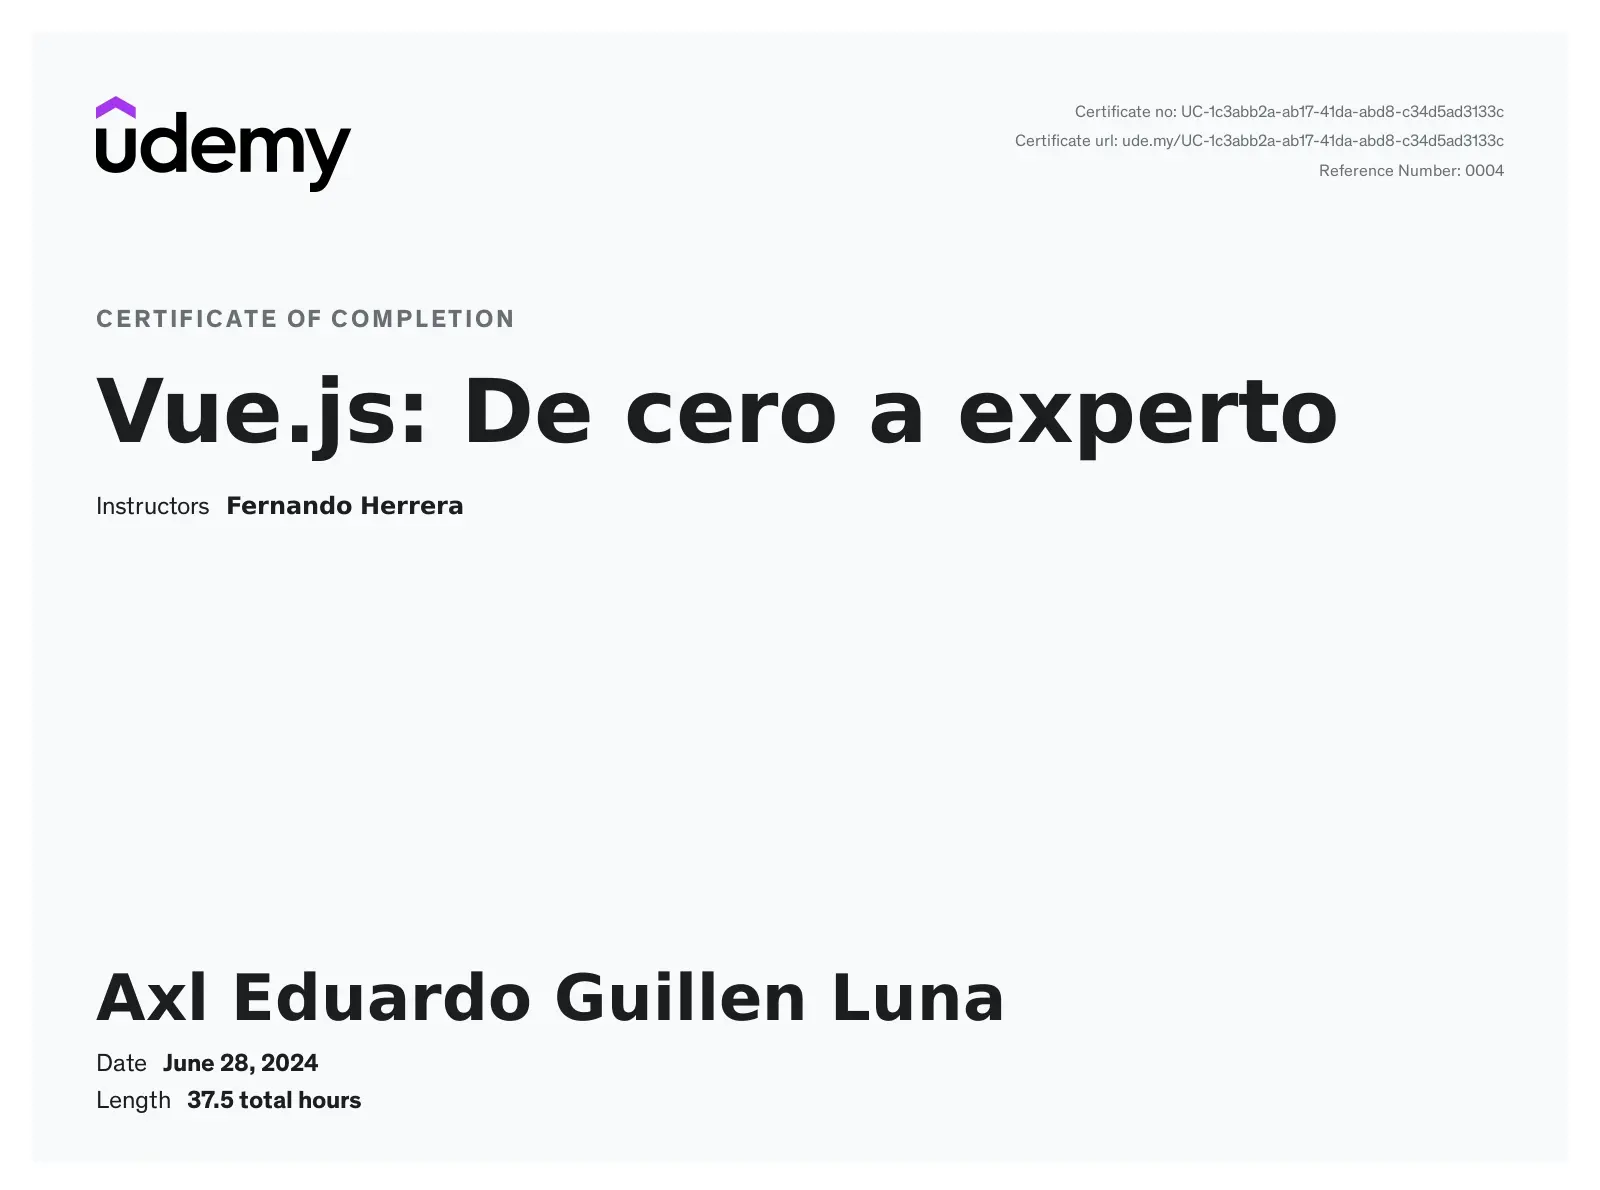 udemy
Certificate no: UC-1c3abb2a-ab17-41da-abd8-c34d5ad3133c
Certificate url: ude.my/UC-1c3abb2a-ab17-41da-abd8-c34d5ad3133c
Reference Number: 0004
CERTIFICATE OF COMPLETION
Vue.js: De cero a experto
Instructors Fernando Herrera
Axl Eduardo Guillen Luna
Date June 28, 2024
Length 37.5 total hours